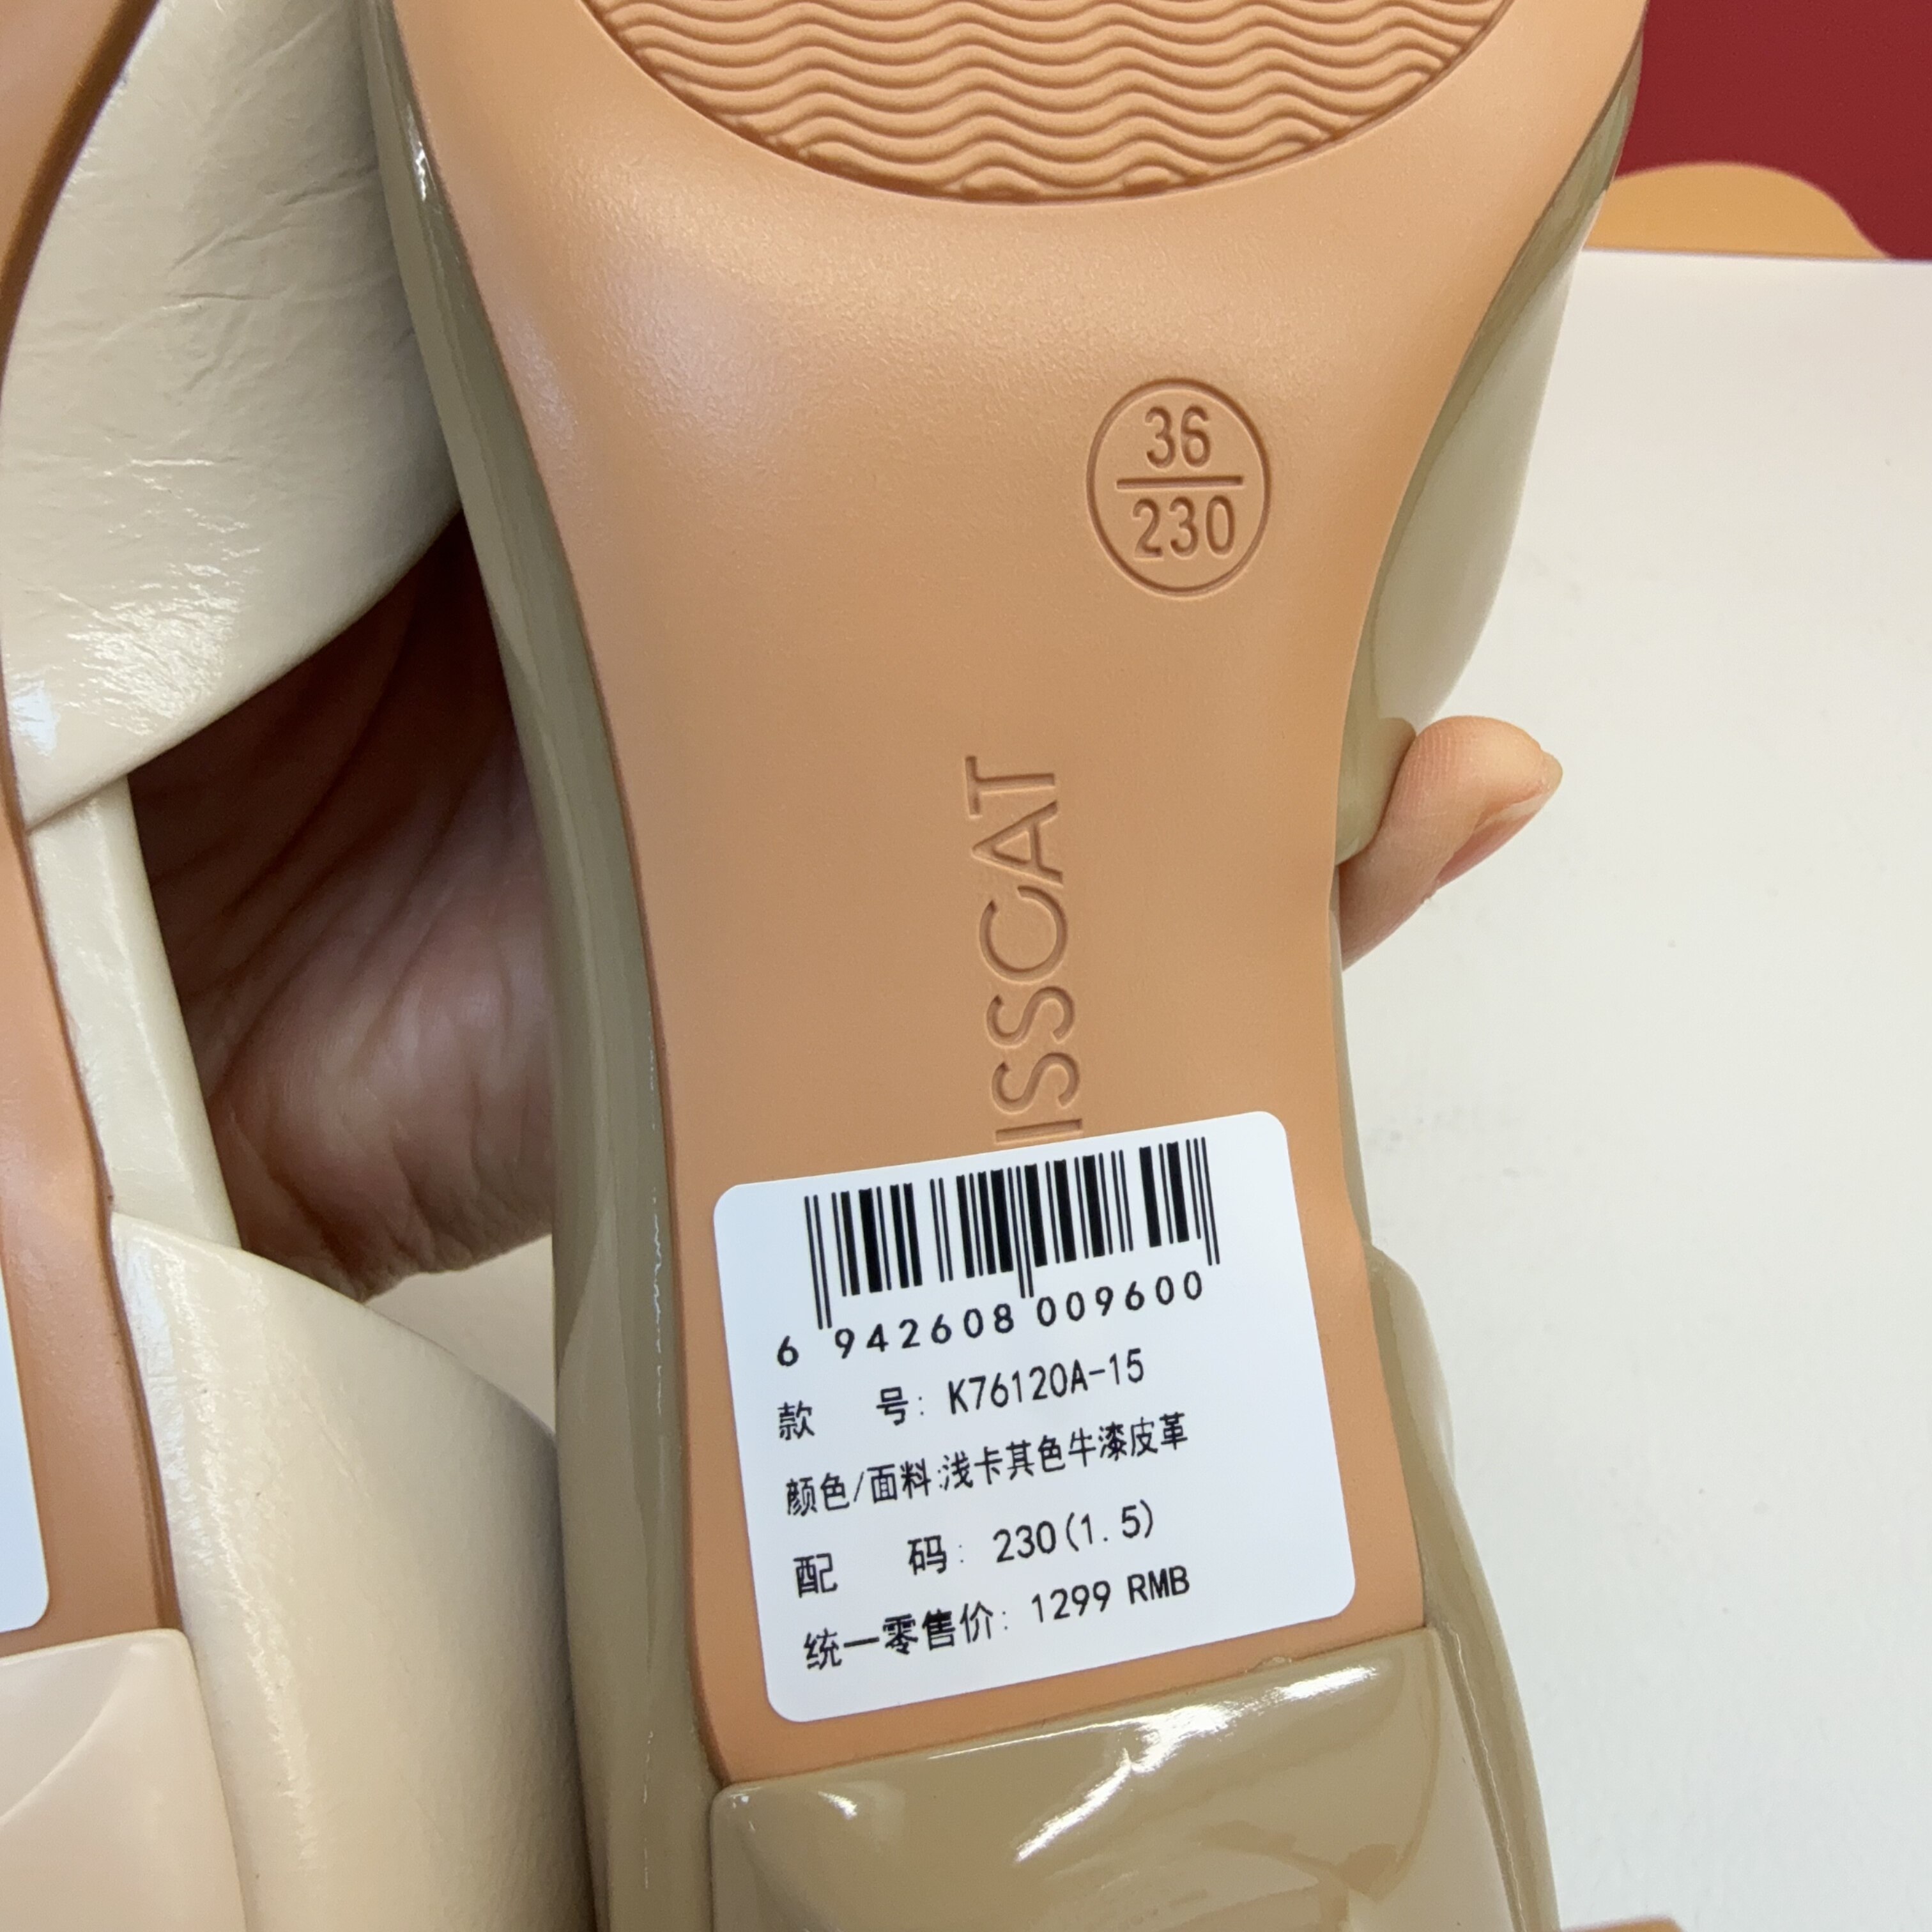 36
230
ISSCAT
6 942608 009600
款 号: K76120A-15
颜色/面料:浅卡其色牛漆皮革
配 码: 230(1.5)
统一零售价: 1299 RMB